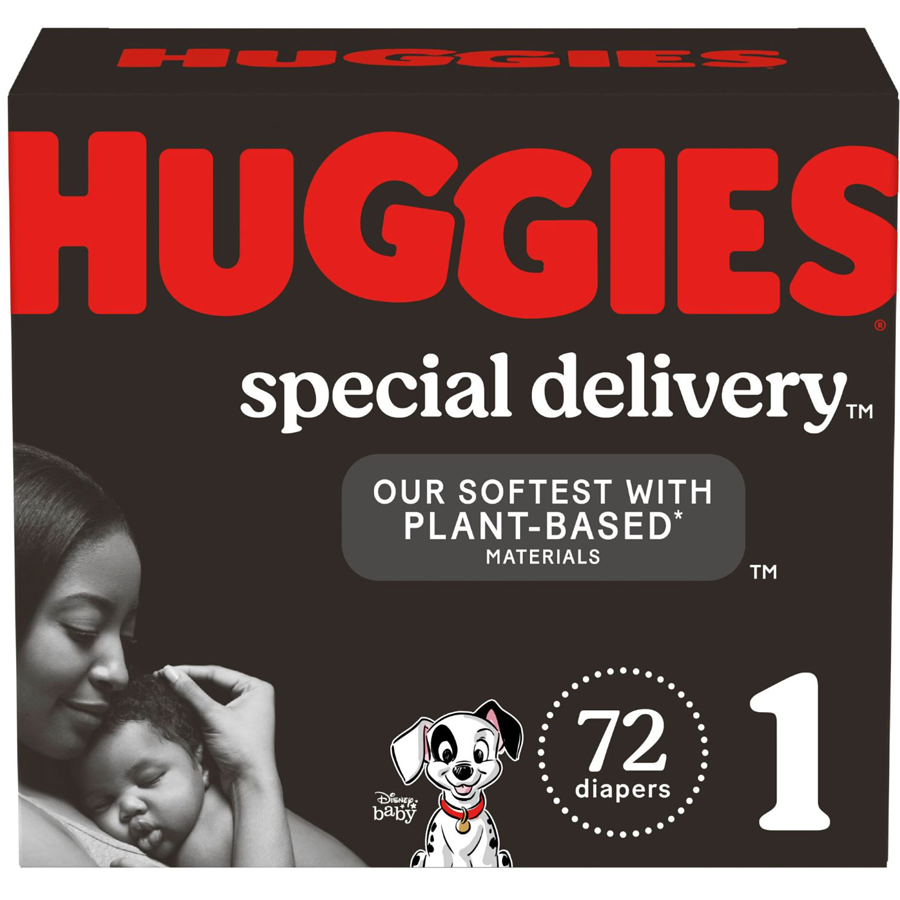 HUGGIES
HUGGIES®
special delivery™
OUR SOFTEST WITH
PLANT-BASED*
MATERIALS
™
Disney
baby
72
diapers
1